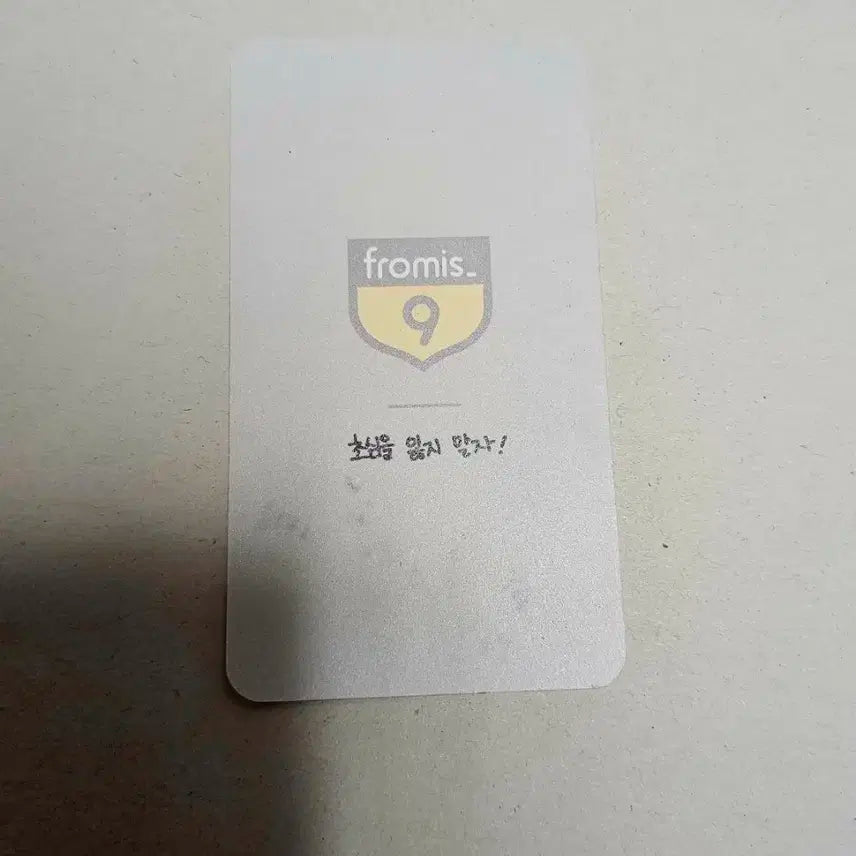 fromis_
9
초심을 잃지 말자!